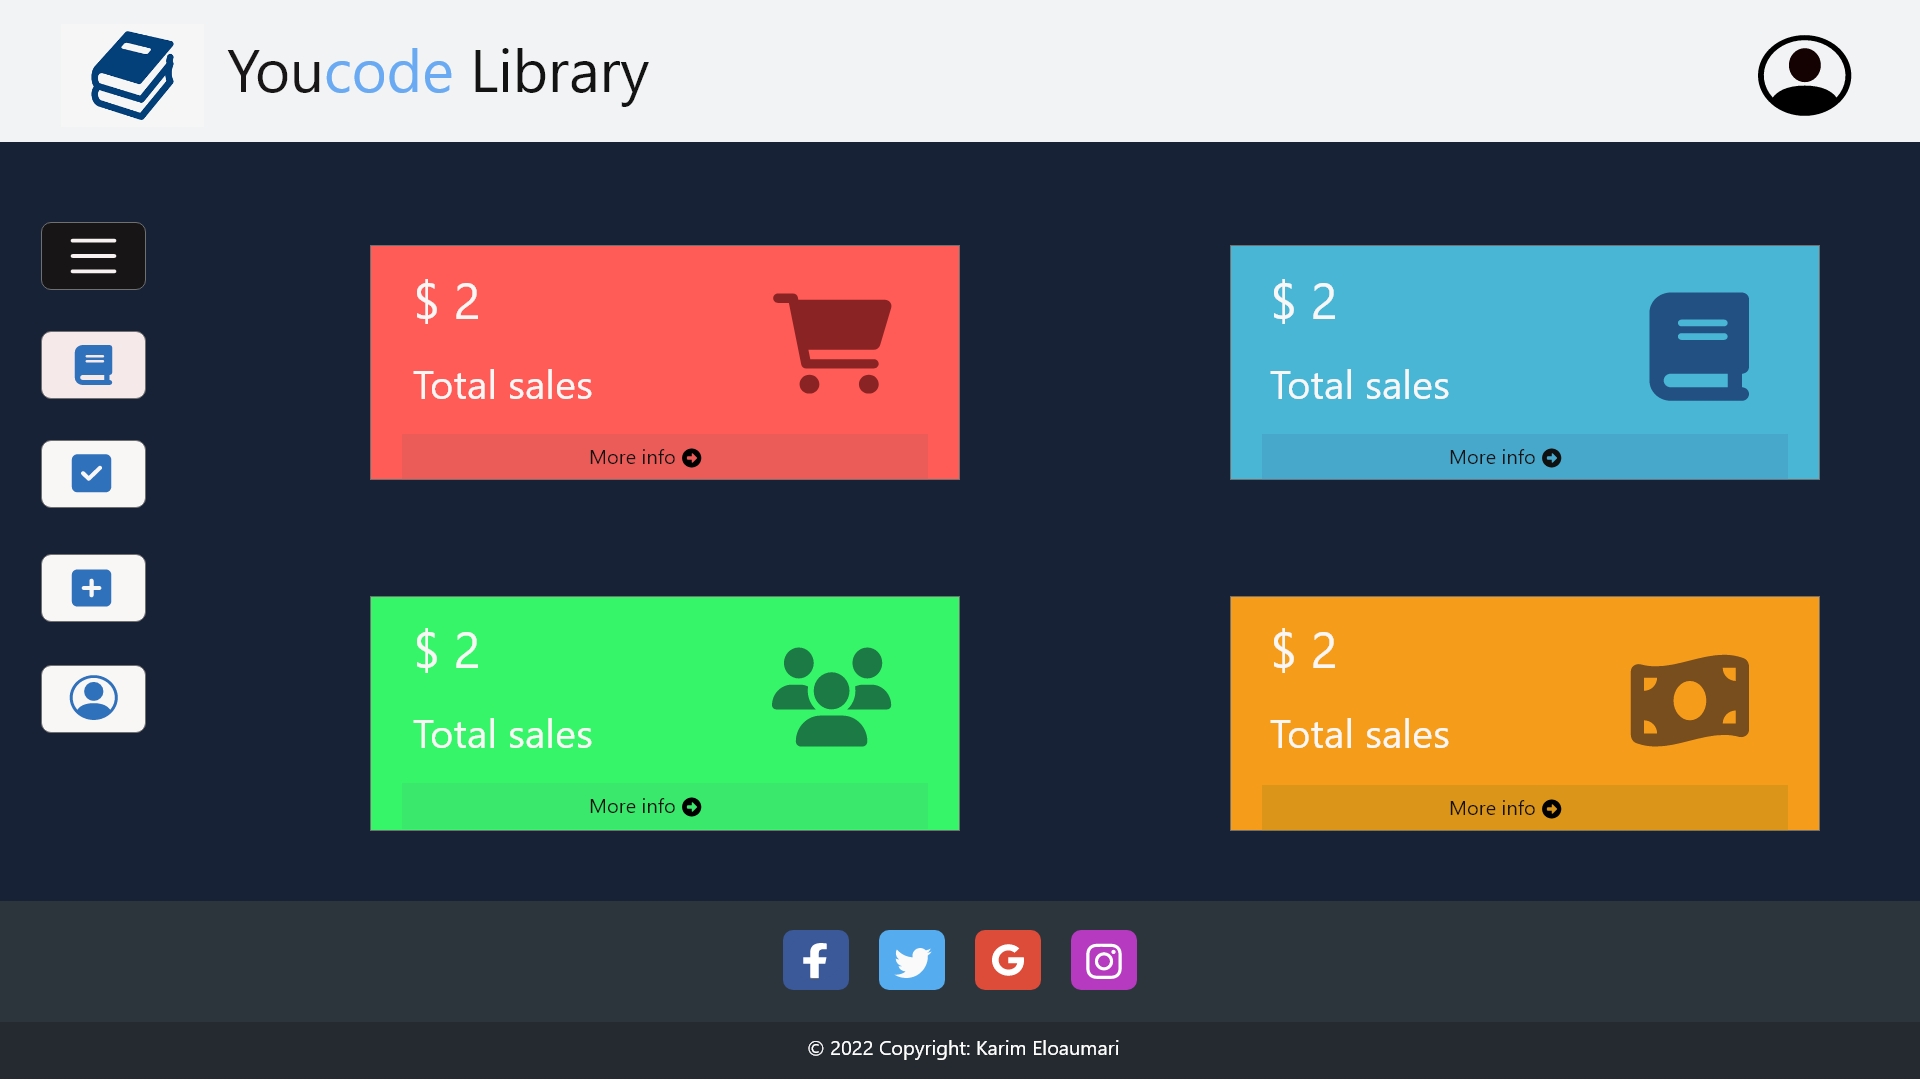 Youcode Library
$ 2
Total sales
More info
$ 2
Total sales
More info
$ 2
Total sales
More info
$ 2
Total sales
More info
© 2022 Copyright: Karim Eloaumari